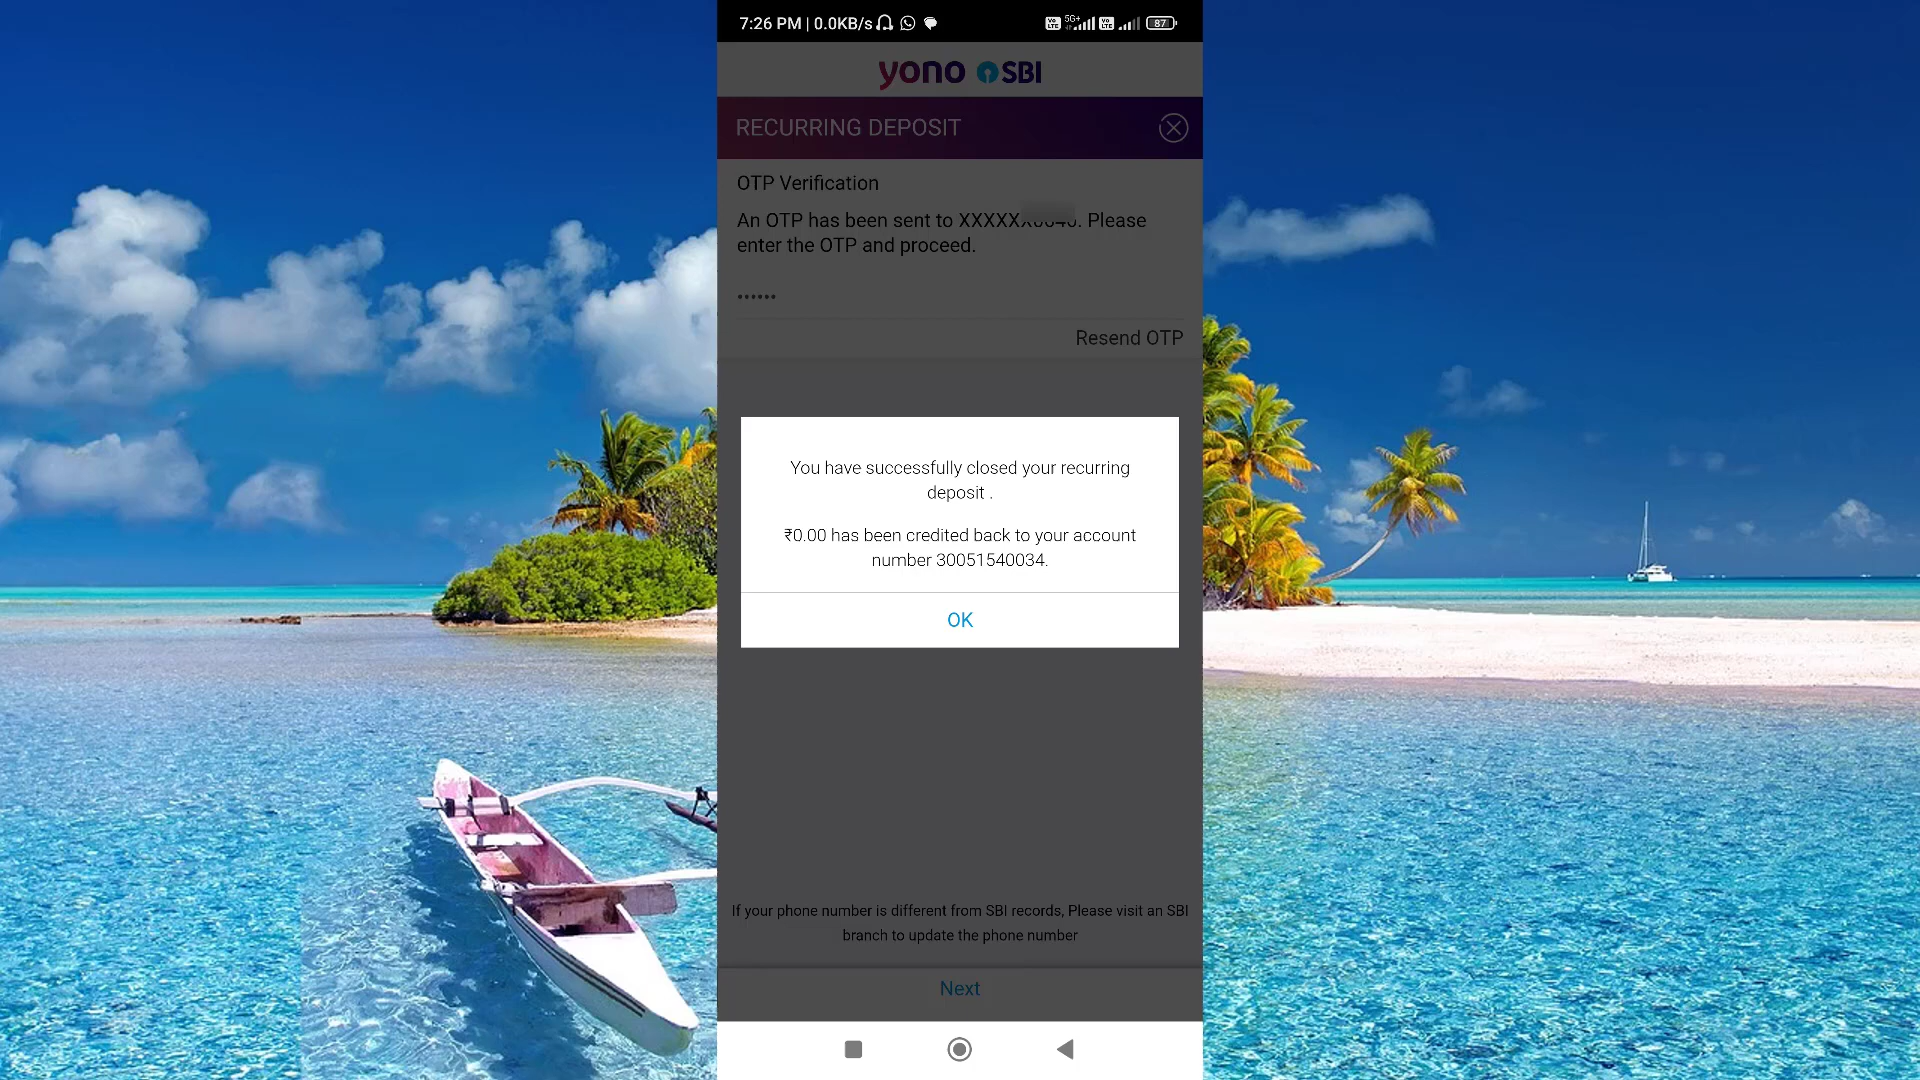 7:26 PM | 0.0KB/s
5G+
87
yono SBI
RECURRING DEPOSIT
OTP Verification
An OTP has been sent to Please
enter the OTP and proceed.
••••••
Resend OTP
You have successfully closed your recurring
deposit .
₹0.00 has been credited back to your account
number 30051540034.
OK
If your phone number is different from SBI records, Please visit an SBI
branch to update the phone number
Next